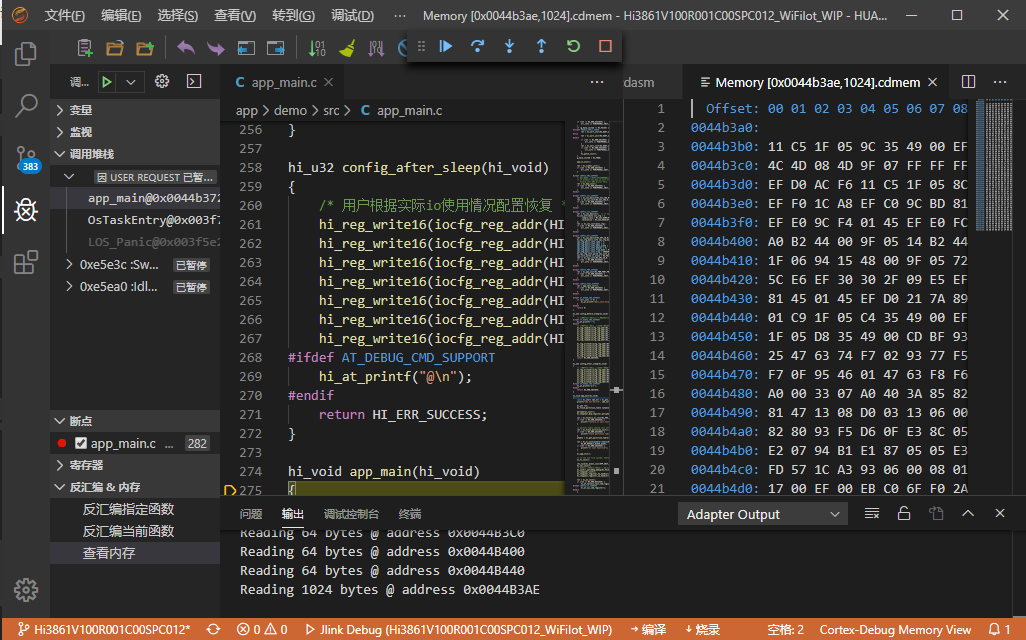 文件(F) 编辑(E) 选择(S) 查看(V) 转到(G) 调试(D) ··· Memory [0x0044b3ae,1024].cdmem - Hi3861V100R001C00SPC012_WiFilot_WIP - HUA...
调...
app_main.c
dasm
Memory [0x0044b3ae,1024].cdmem
app > demo > src > C app_main.c
变量
监视
调用堆栈
因 USER REQUEST 已暂...
app_main@0x0044b372
OsTaskEntry@0x003f7
LOS_Panic@0x003f5e2
0xe5e3c :Sw... 已暂停
0xe5ea0 :Idl... 已暂停
383
断点
app_main.c ... 282
寄存器
反汇编 & 内存
反汇编指定函数
反汇编当前函数
查看内存
256 }
257
258 hi_u32 config_after_sleep(hi_void)
259 {
260 /* 用户根据实际io使用情况配置恢复 *
261 hi_reg_write16(iocfg_reg_addr(HI
262 hi_reg_write16(iocfg_reg_addr(HI
263 hi_reg_write16(iocfg_reg_addr(HI
264 hi_reg_write16(iocfg_reg_addr(HI
265 hi_reg_write16(iocfg_reg_addr(HI
266 hi_reg_write16(iocfg_reg_addr(HI
267 hi_reg_write16(iocfg_reg_addr(HI
268 #ifdef AT_DEBUG_CMD_SUPPORT
269 hi_at_printf("@\n");
270 #endif
271 return HI_ERR_SUCCESS;
272 }
273
274 hi_void app_main(hi_void)
275 {
1 Offset: 00 01 02 03 04 05 06 07 08
2 0044b3a0:
3 0044b3b0: 11 C5 1F 05 9C 35 49 00 EF
4 0044b3c0: 4C 4D 08 4D 9F 07 FF FF FF
5 0044b3d0: EF D0 AC F6 11 C5 1F 05 8C
6 0044b3e0: EF F0 1C A8 EF C0 9C BD 81
7 0044b3f0: EF E0 9C F4 01 45 EF E0 FC
8 0044b400: A0 B2 44 00 9F 05 14 B2 44
9 0044b410: 1F 06 94 15 48 00 9F 05 72
10 0044b420: 5C E6 EF 30 30 2F 09 E5 EF
11 0044b430: 81 45 01 45 EF D0 21 7A 89
12 0044b440: 01 C9 1F 05 C4 35 49 00 EF
13 0044b450: 1F 05 D8 35 49 00 CD BF 93
14 0044b460: 25 47 63 74 F7 02 93 77 F5
15 0044b470: F7 0F 95 46 01 47 63 F8 F6
16 0044b480: A0 00 33 07 A0 40 3A 85 82
17 0044b490: 81 47 13 08 D0 03 13 06 00
18 0044b4a0: 82 80 93 F5 D6 0F E3 8C 05
19 0044b4b0: E2 07 94 B1 E1 87 05 05 E3
20 0044b4c0: FD 57 1C A3 93 06 00 08 01
21 0044b4d0: 17 00 EF 00 EB C0 6F F0 2A
问题 输出 调试控制台 终端 Adapter Output
Reading 64 bytes @ address 0x0044B3C0
Reading 64 bytes @ address 0x0044B400
Reading 64 bytes @ address 0x0044B440
Reading 1024 bytes @ address 0x0044B3AE
Hi3861V100R001C00SPC012* 0 0 Jlink Debug (Hi3861V100R001C00SPC012_WiFilot_WIP) 编译 烧录 空格: 2 Cortex-Debug Memory View 1